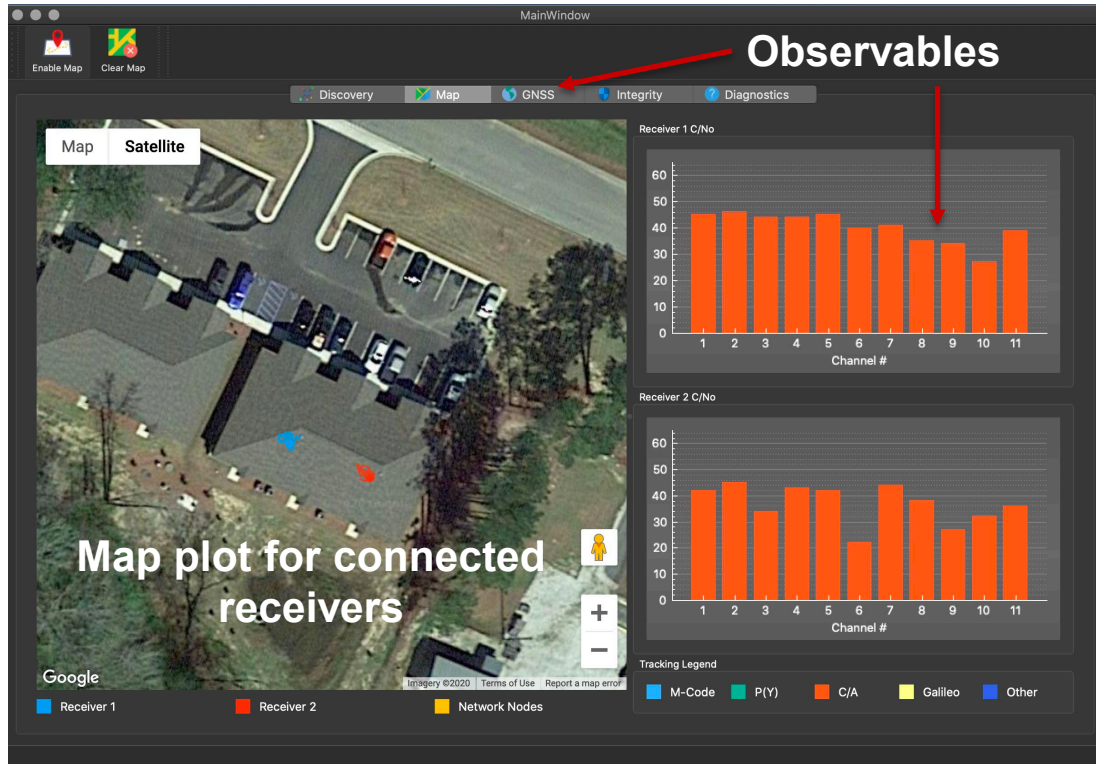 MainWindow
Observables
Enable Map
Clear Map
Discovery
Map
GNSS
Integrity
Diagnostics
Map
Satellite
Map plot for connected
receivers
Google
Imagery ©2020
Terms of Use
Report a map error
Receiver 1
Receiver 2
Network Nodes
Receiver 1 C/No
60
50
40
30
20
10
0
1 2 3 4 5 6 7 8 9 10 11
Channel #
Receiver 2 C/No
60
50
40
30
20
10
0
1 2 3 4 5 6 7 8 9 10 11
Channel #
Tracking Legend
M-Code
P(Y)
C/A
Galileo
Other